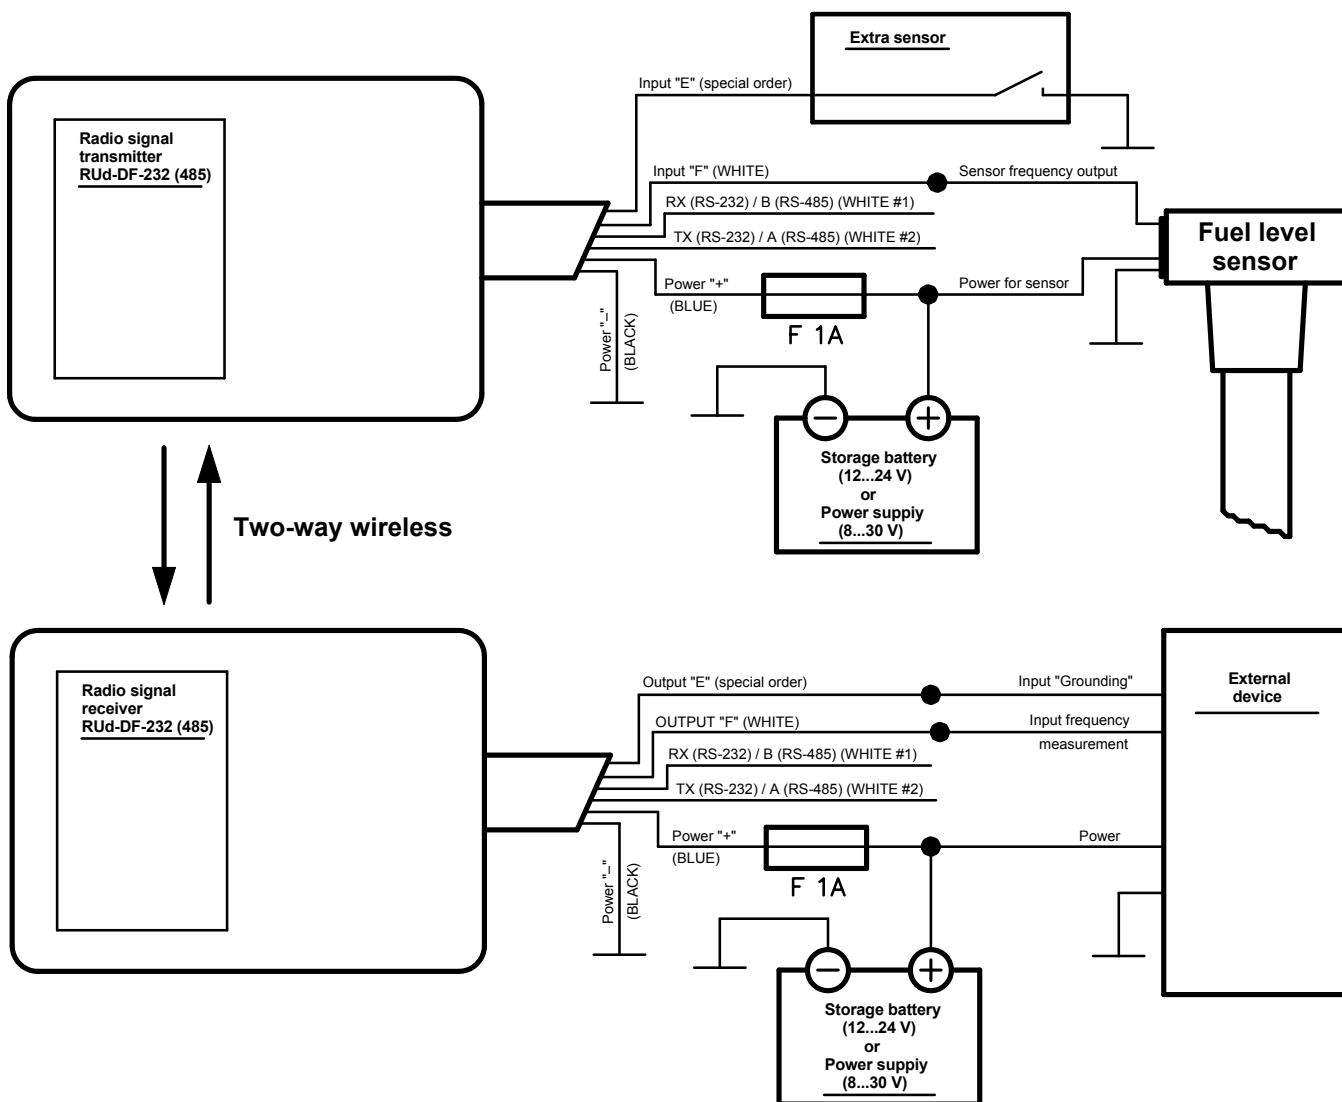 Extra sensor
Input "E" (special order)
Radio signal
transmitter
RUd-DF-232 (485)
Input "F" (WHITE)
Sensor frequency output
RX (RS-232) / B (RS-485) (WHITE #1)
TX (RS-232) / A (RS-485) (WHITE #2)
Fuel level
sensor
Power "+"
(BLUE)
Power for sensor
F 1A
Power "–"
(BLACK)
Storage battery
(12...24 V)
or
Power suppiy
(8...30 V)
Two-way wireless
Radio signal
receiver
RUd-DF-232 (485)
Output "E" (special order)
Input "Grounding"
External
device
OUTPUT "F" (WHITE)
Input frequency
measurement
RX (RS-232) / B (RS-485) (WHITE #1)
TX (RS-232) / A (RS-485) (WHITE #2)
Power "+"
(BLUE)
Power
F 1A
Power "–"
(BLACK)
Storage battery
(12...24 V)
or
Power suppiy
(8...30 V)